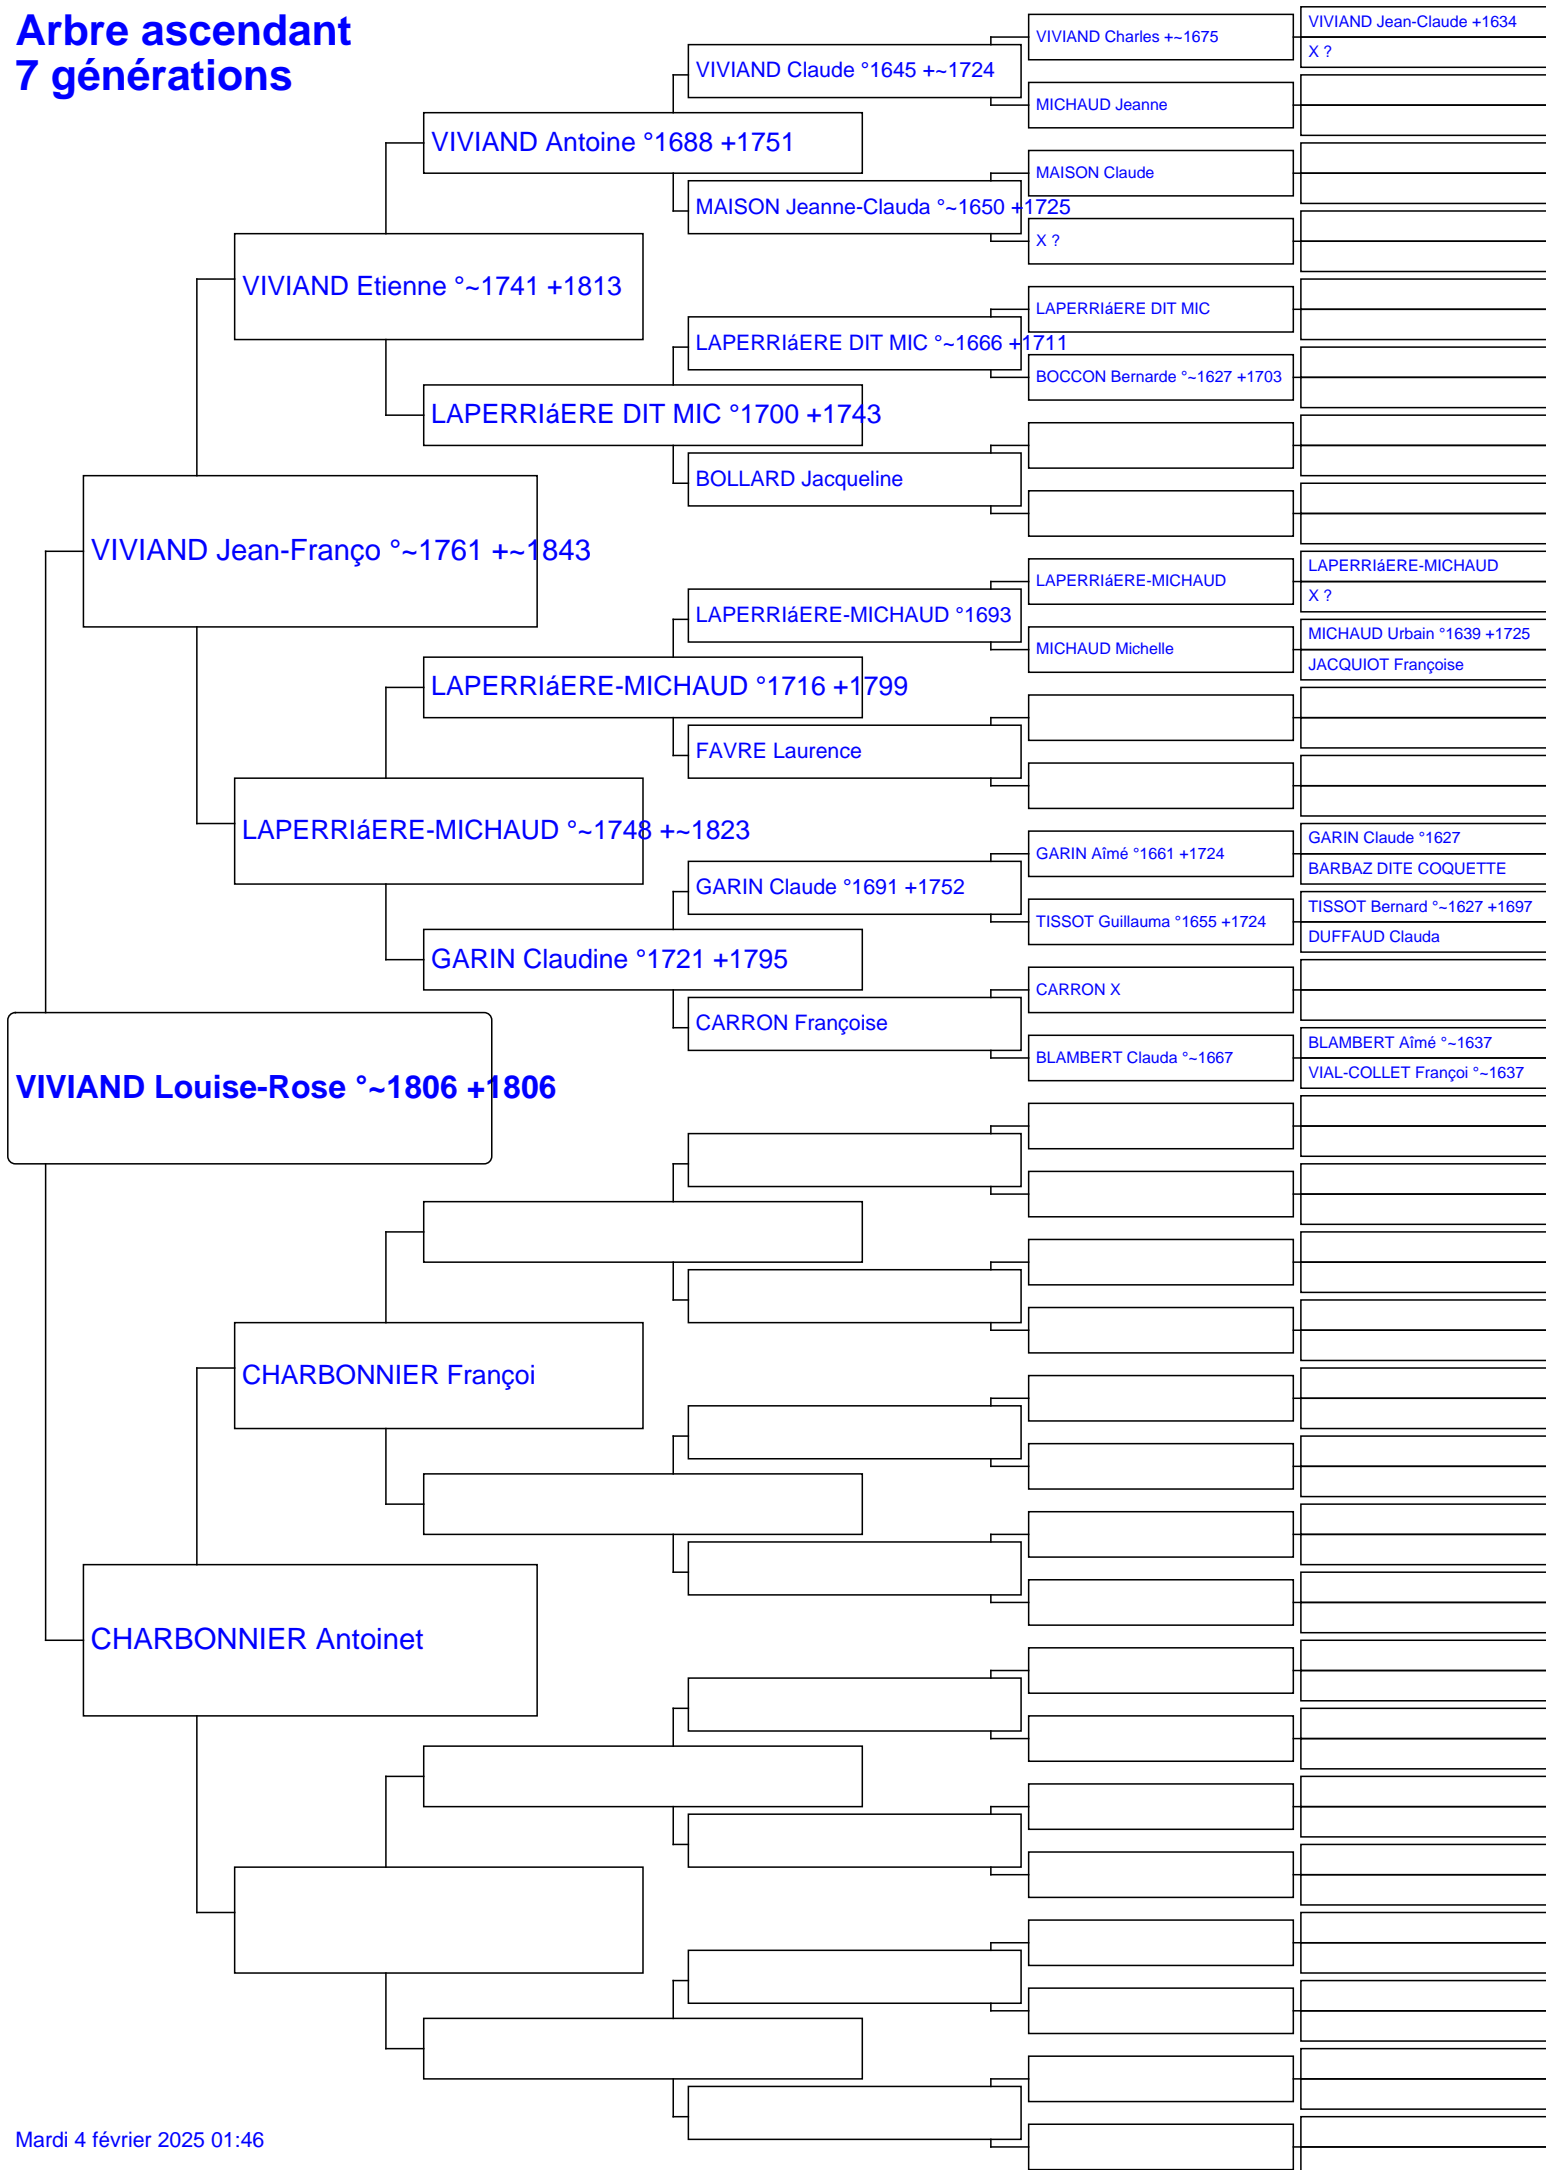 Arbre ascendant
7 générations
VIVIAND Louise-Rose °~1806 +1806
VIVIAND Jean-Franço °~1761 +~1843
CHARBONNIER Antoinet
VIVIAND Etienne °~1741 +1813
LAPERRIáERE-MICHAUD °~1748 +~1823
CHARBONNIER Françoi
VIVIAND Antoine °1688 +1751
LAPERRIáERE DIT MIC °1700 +1743
LAPERRIáERE-MICHAUD °1716 +1799
GARIN Claudine °1721 +1795
VIVIAND Claude °1645 +~1724
MAISON Jeanne-Clauda °~1650 +1725
LAPERRIáERE DIT MIC °~1666 +1711
BOLLARD Jacqueline
LAPERRIáERE-MICHAUD °1693
FAVRE Laurence
GARIN Claude °1691 +1752
CARRON Françoise
VIVIAND Charles +~1675
MICHAUD Jeanne
MAISON Claude
X ?
LAPERRIáERE DIT MIC
BOCCON Bernarde °~1627 +1703
LAPERRIáERE-MICHAUD
MICHAUD Michelle
GARIN Aîmé °1661 +1724
TISSOT Guillauma °1655 +1724
CARRON X
BLAMBERT Clauda °~1667
VIVIAND Jean-Claude +1634
X ?
LAPERRIáERE-MICHAUD
X ?
MICHAUD Urbain °1639 +1725
JACQUIOT Françoise
GARIN Claude °1627
BARBAZ DITE COQUETTE
TISSOT Bernard °~1627 +1697
DUFFAUD Clauda
BLAMBERT Aîmé °~1637
VIAL-COLLET Françoi °~1637
Mardi 4 février 2025 01:46